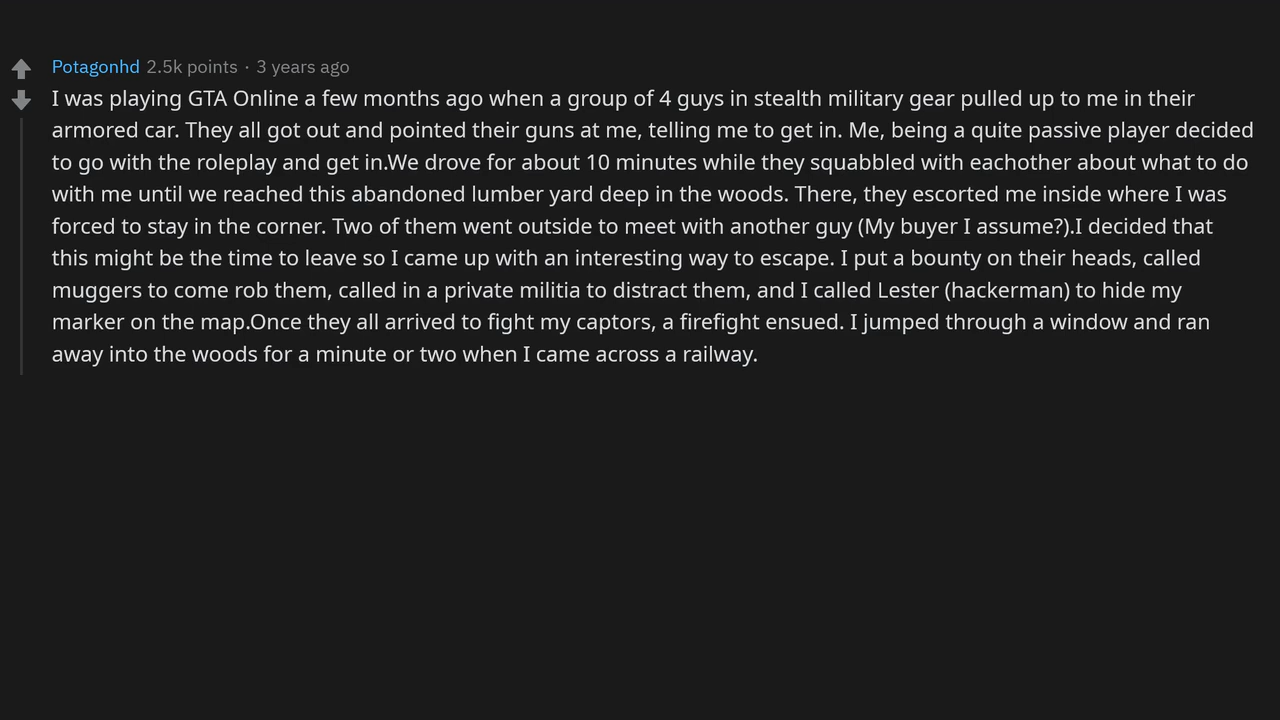 Potagonhd 2.5k points · 3 years ago
I was playing GTA Online a few months ago when a group of 4 guys in stealth military gear pulled up to me in their
armored car. They all got out and pointed their guns at me, telling me to get in. Me, being a quite passive player decided
to go with the roleplay and get in.We drove for about 10 minutes while they squabbled with eachother about what to do
with me until we reached this abandoned lumber yard deep in the woods. There, they escorted me inside where I was
forced to stay in the corner. Two of them went outside to meet with another guy (My buyer I assume?).I decided that
this might be the time to leave so I came up with an interesting way to escape. I put a bounty on their heads, called
muggers to come rob them, called in a private militia to distract them, and I called Lester (hackerman) to hide my
marker on the map.Once they all arrived to fight my captors, a firefight ensued. I jumped through a window and ran
away into the woods for a minute or two when I came across a railway.